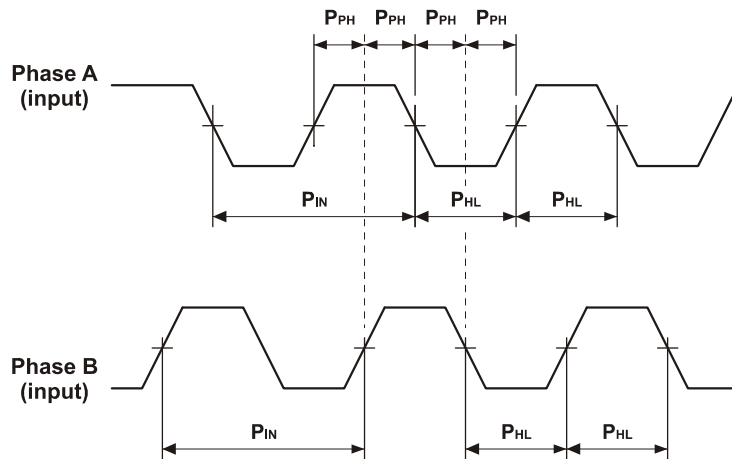 PPH PPH PPH PPH
Phase A
(input)
PIN PHL PHL
Phase B
(input)
PIN PHL PHL